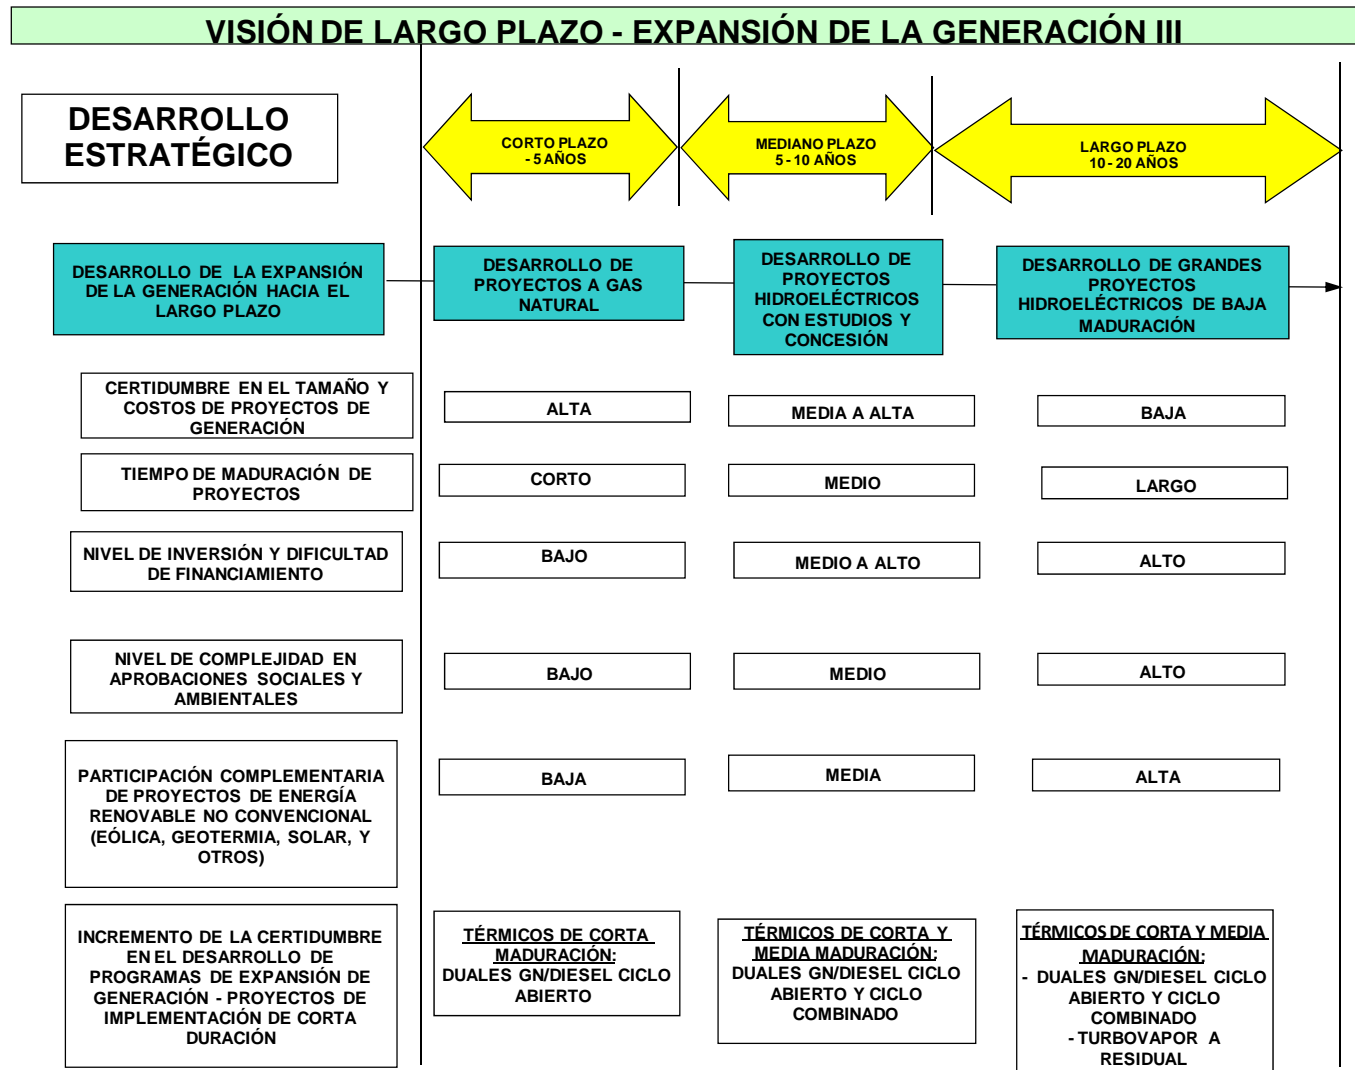 VISIÓN DE LARGO PLAZO - EXPANSIÓN DE LA GENERACIÓN III
DESARROLLO
ESTRATÉGICO
CORTO PLAZO
- 5 AÑOS
MEDIANO PLAZO
5 - 10 AÑOS
LARGO PLAZO
10 - 20 AÑOS
DESARROLLO DE LA EXPANSIÓN
DE LA GENERACIÓN HACIA EL
LARGO PLAZO
DESARROLLO DE
PROYECTOS A GAS
NATURAL
DESARROLLO DE
PROYECTOS
HIDROELÉCTRICOS
CON ESTUDIOS Y
CONCESIÓN
DESARROLLO DE GRANDES
PROYECTOS
HIDROELÉCTRICOS DE BAJA
MADURACIÓN
CERTIDUMBRE EN EL TAMAÑO Y
COSTOS DE PROYECTOS DE
GENERACIÓN
ALTA
MEDIA A ALTA
BAJA
TIEMPO DE MADURACIÓN DE
PROYECTOS
CORTO
MEDIO
LARGO
NIVEL DE INVERSIÓN Y DIFICULTAD
DE FINANCIAMIENTO
BAJO
MEDIO A ALTO
ALTO
NIVEL DE COMPLEJIDAD EN
APROBACIONES SOCIALES Y
AMBIENTALES
BAJO
MEDIO
ALTO
PARTICIPACIÓN COMPLEMENTARIA
DE PROYECTOS DE ENERGÍA
RENOVABLE NO CONVENCIONAL
(EÓLICA, GEOTERMIA, SOLAR, Y
OTROS)
BAJA
MEDIA
ALTA
INCREMENTO DE LA CERTIDUMBRE
EN EL DESARROLLO DE
PROGRAMAS DE EXPANSIÓN DE
GENERACIÓN - PROYECTOS DE
IMPLEMENTACIÓN DE CORTA
DURACIÓN
TÉRMICOS DE CORTA
MADURACIÓN:
DUALES GN/DIESEL CICLO
ABIERTO
TÉRMICOS DE CORTA Y
MEDIA MADURACIÓN:
DUALES GN/DIESEL CICLO
ABIERTO Y CICLO
COMBINADO
TÉRMICOS DE CORTA Y MEDIA
MADURACIÓN:
- DUALES GN/DIESEL CICLO
ABIERTO Y CICLO
COMBINADO
- TURBOVAPOR A
RESIDUAL